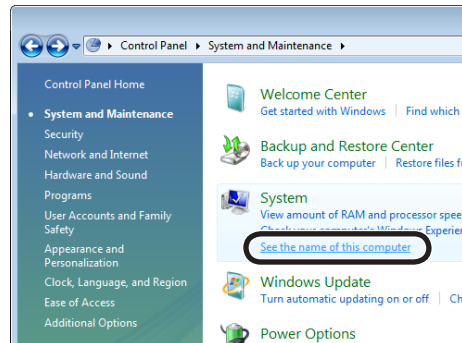 Control Panel ▸ System and Maintenance ▸
Control Panel Home
• System and Maintenance
Security
Network and Internet
Hardware and Sound
Programs
User Accounts and Family
Safety
Appearance and
Personalization
Clock, Language, and Region
Ease of Access
Additional Options
Welcome Center
Get started with Windows | Find which
Backup and Restore Center
Back up your computer | Restore files
System
View amount of RAM and processor
Check your computer's Windows
See the name of this computer
Windows Update
Turn automatic updating on or off
Power Options